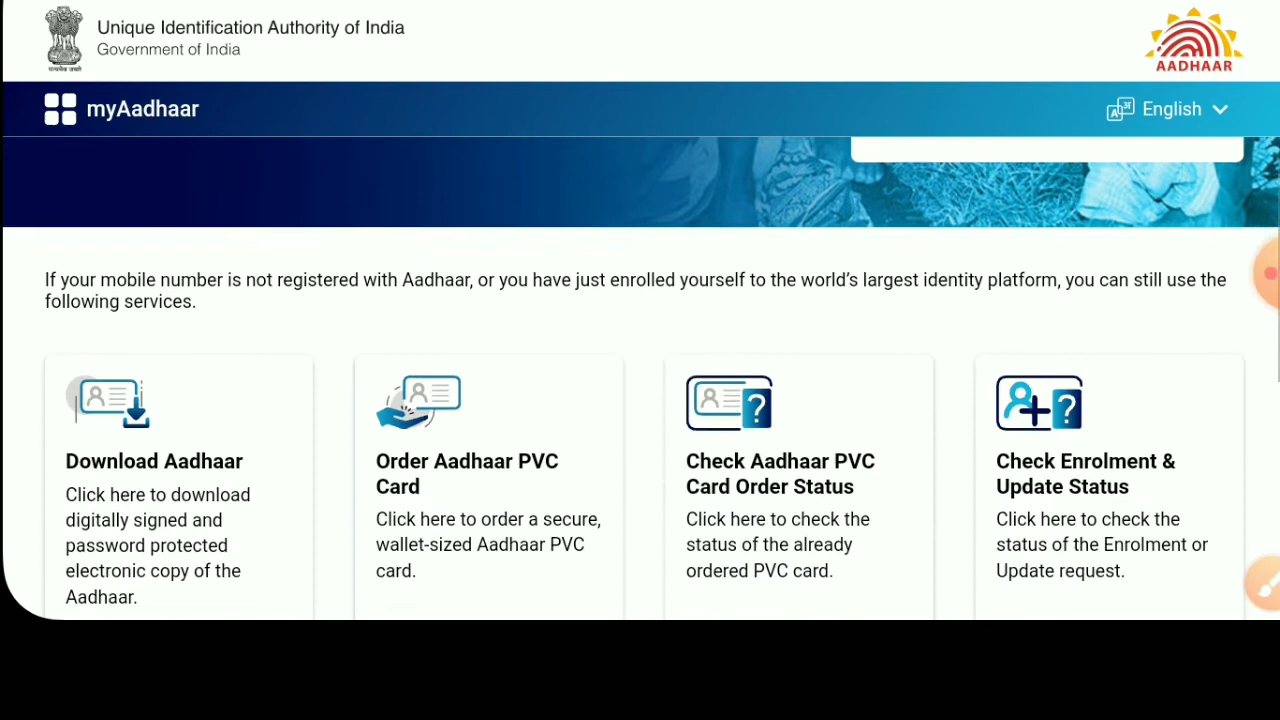 Unique Identification Authority of India
Government of India
सत्यमेव जयते
AADHAAR
myAadhaar
A अ English
If your mobile number is not registered with Aadhaar, or you have just enrolled yourself to the world’s largest identity platform, you can still use the
following services.
Download Aadhaar
Click here to download
digitally signed and
password protected
electronic copy of the
Aadhaar.
Order Aadhaar PVC
Card
Click here to order a secure,
wallet-sized Aadhaar PVC
card.
Check Aadhaar PVC
Card Order Status
Click here to check the
status of the already
ordered PVC card.
Check Enrolment &
Update Status
Click here to check the
status of the Enrolment or
Update request.